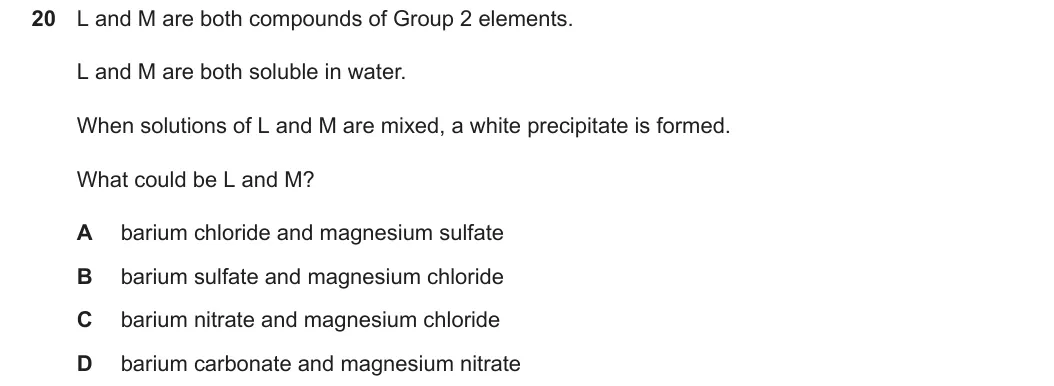 20 L and M are both compounds of Group 2 elements.
L and M are both soluble in water.
When solutions of L and M are mixed, a white precipitate is formed.
What could be L and M?
A barium chloride and magnesium sulfate
B barium sulfate and magnesium chloride
C barium nitrate and magnesium chloride
D barium carbonate and magnesium nitrate